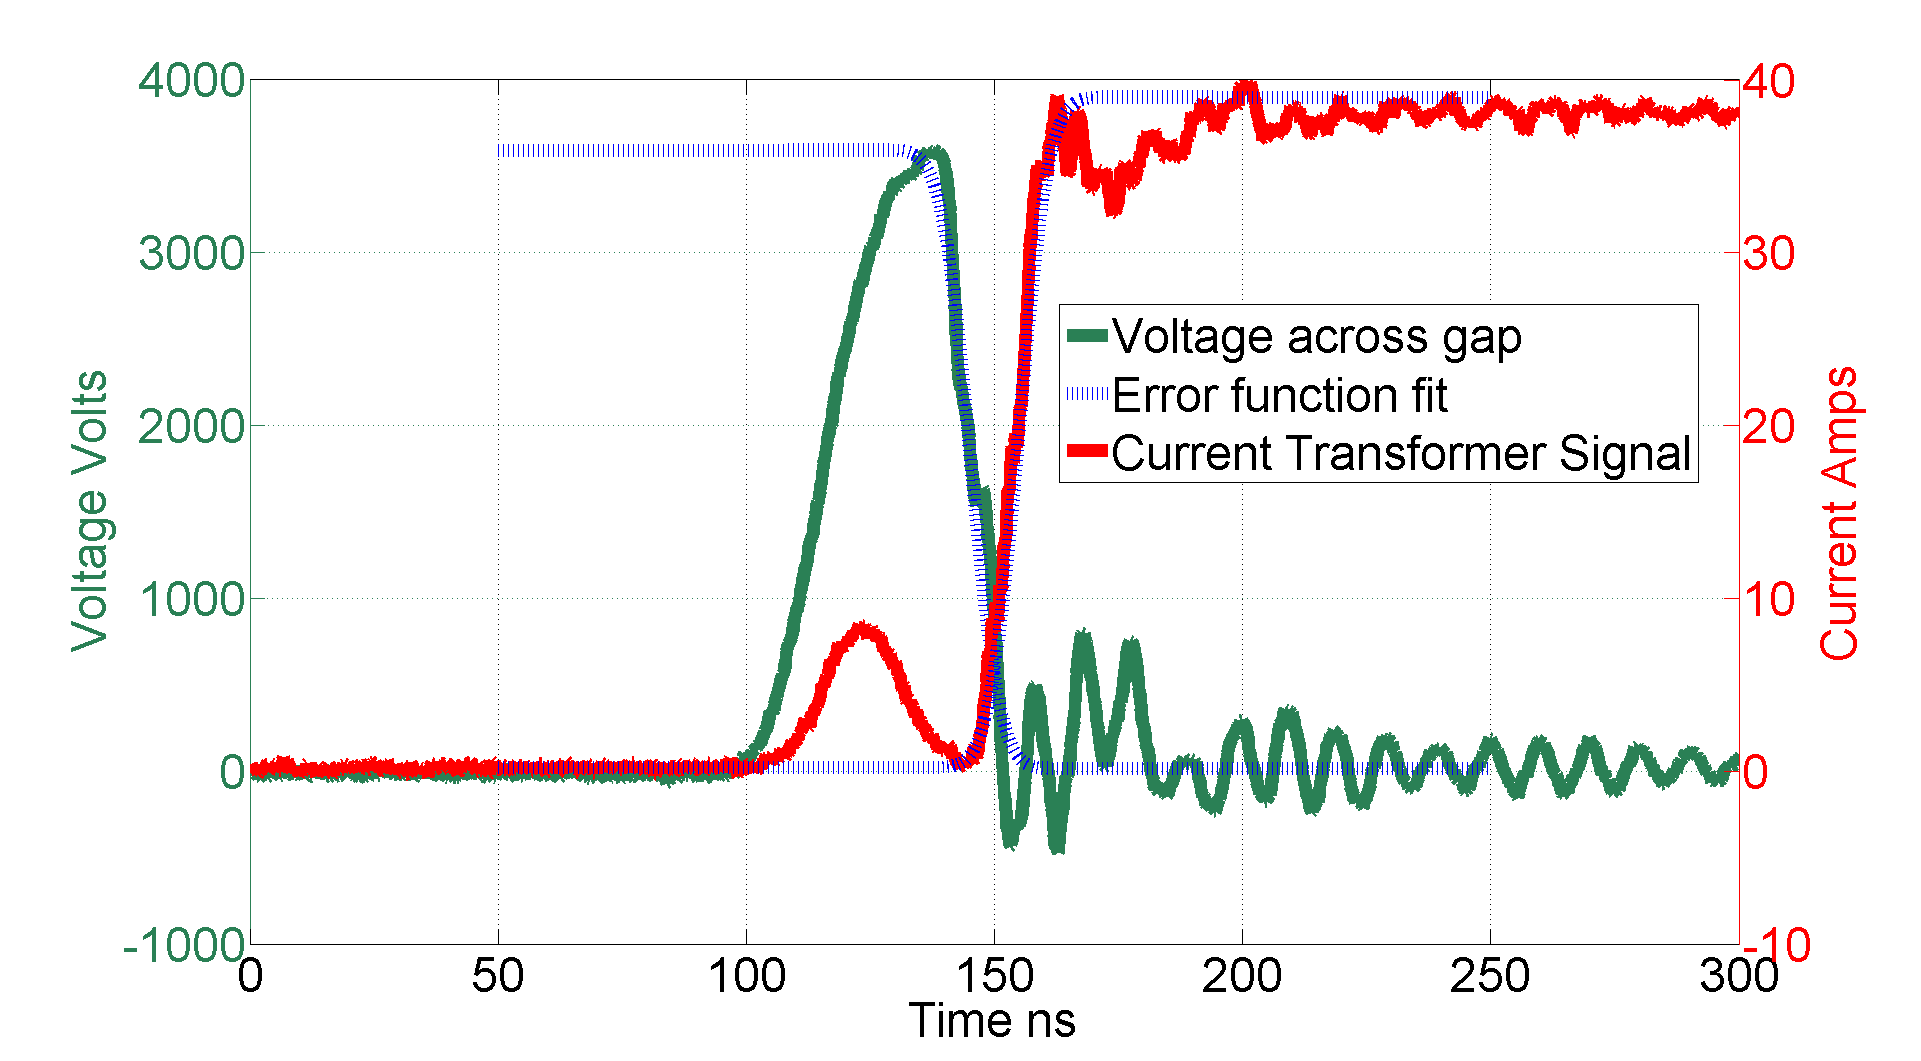 4000
3000
2000
1000
0
-1000
Voltage Volts
40
30
20
10
0
-10
Current Amps
Voltage across gap
Error function fit
Current Transformer Signal
0 50 100 150 200 250 300
Time ns